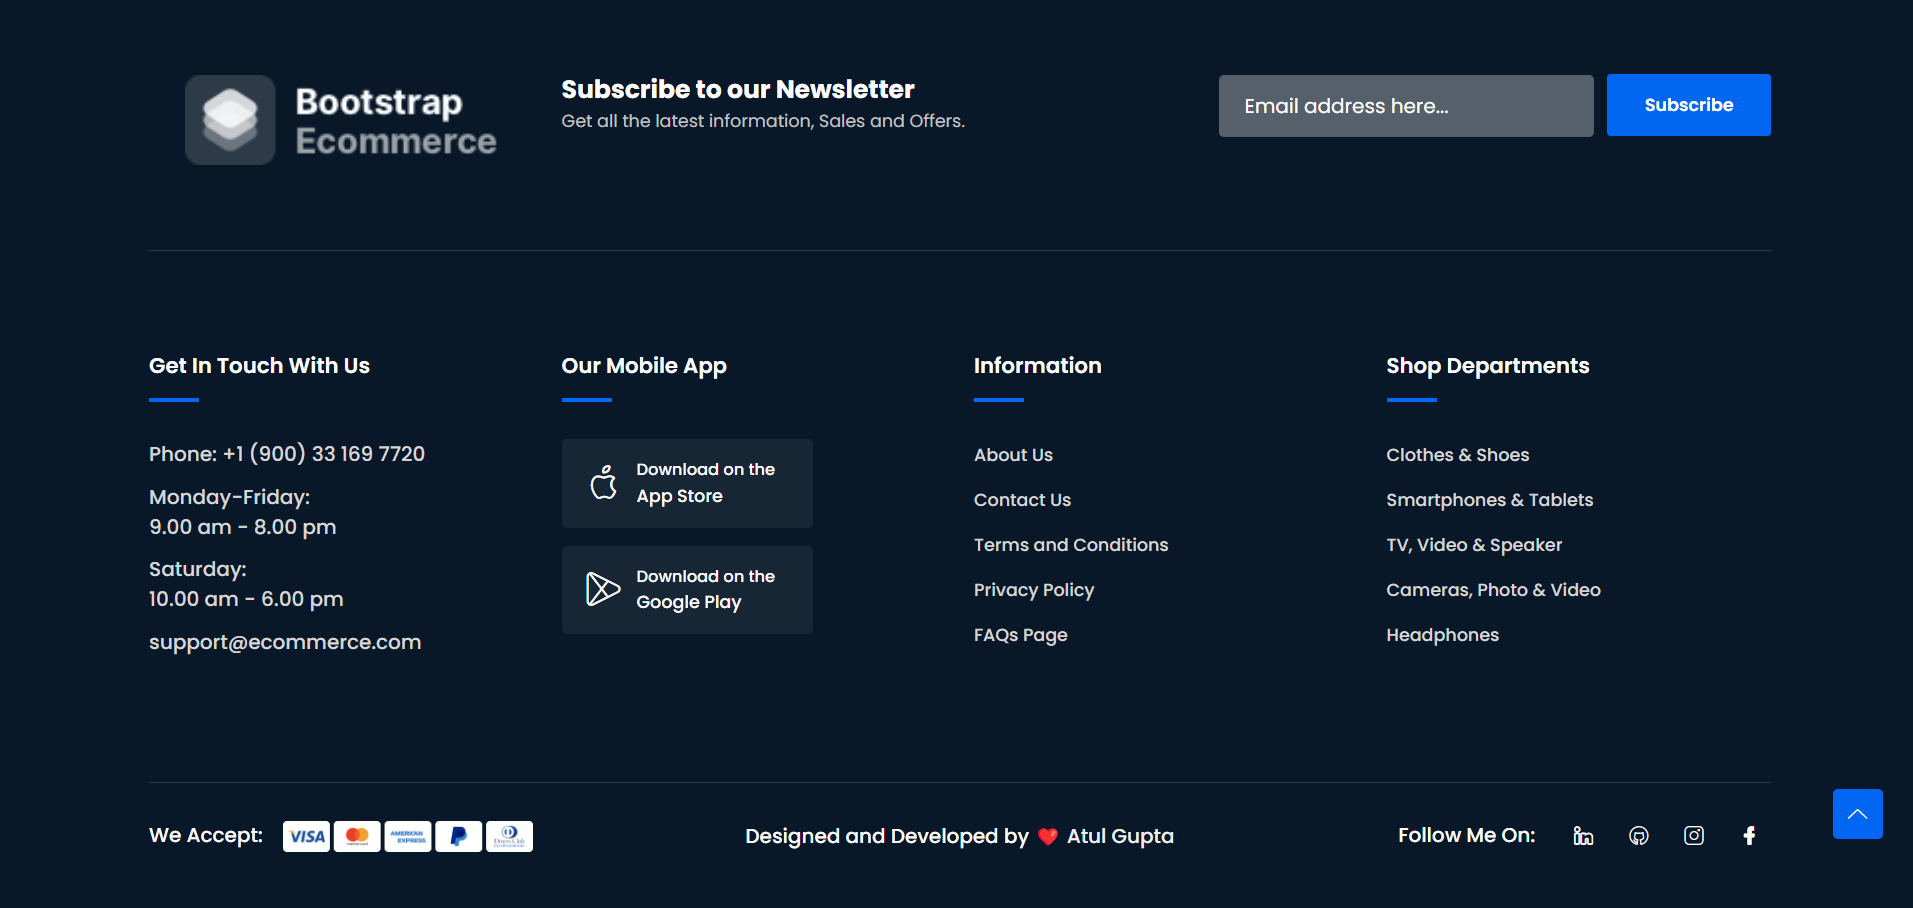 Bootstrap
Ecommerce
Subscribe to our Newsletter
Get all the latest information, Sales and Offers.
Email address here...
Subscribe
Get In Touch With Us
Phone: +1 (900) 33 169 7720
Monday-Friday:
9.00 am - 8.00 pm
Saturday:
10.00 am - 6.00 pm
support@ecommerce.com
Our Mobile App
Download on the
App Store
Download on the
Google Play
Information
About Us
Contact Us
Terms and Conditions
Privacy Policy
FAQs Page
Shop Departments
Clothes & Shoes
Smartphones & Tablets
TV, Video & Speaker
Cameras, Photo & Video
Headphones
We Accept:
VISA
AMERICAN
EXPRESS
Diners Club
Designed and Developed by ❤️ Atul Gupta
Follow Me On: